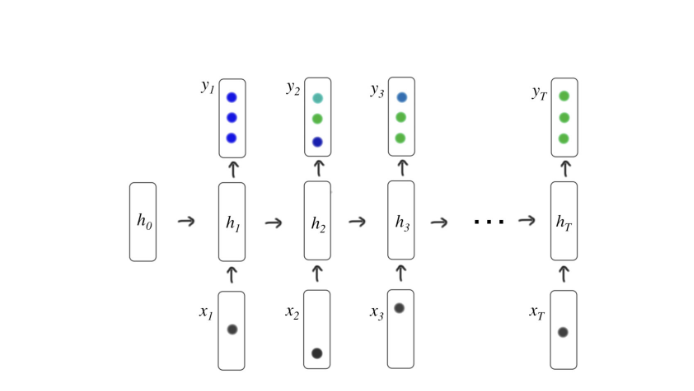 y1 y2 y3 yT
h0 h1 h2 h3 ... hT
x1 x2 x3 xT